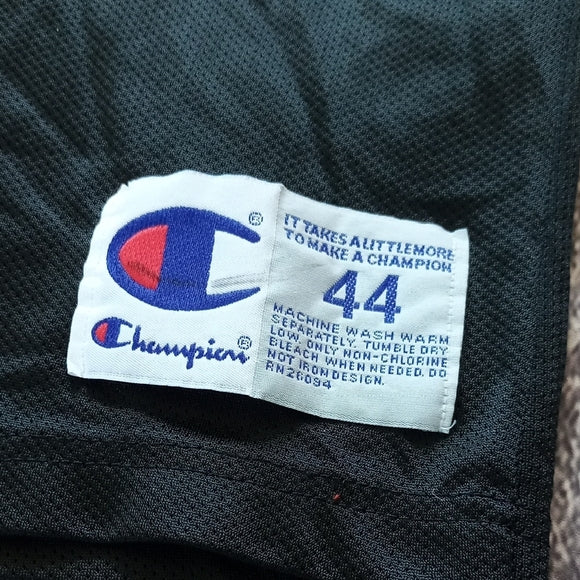 C®
Champion®
IT TAKES A LITTLE MORE
TO MAKE A CHAMPION
44
MACHINE WASH WARM
SEPARATELY. TUMBLE DRY
LOW. ONLY NON-CHLORINE
BLEACH WHEN NEEDED. DO
NOT IRON DESIGN.
RN26094